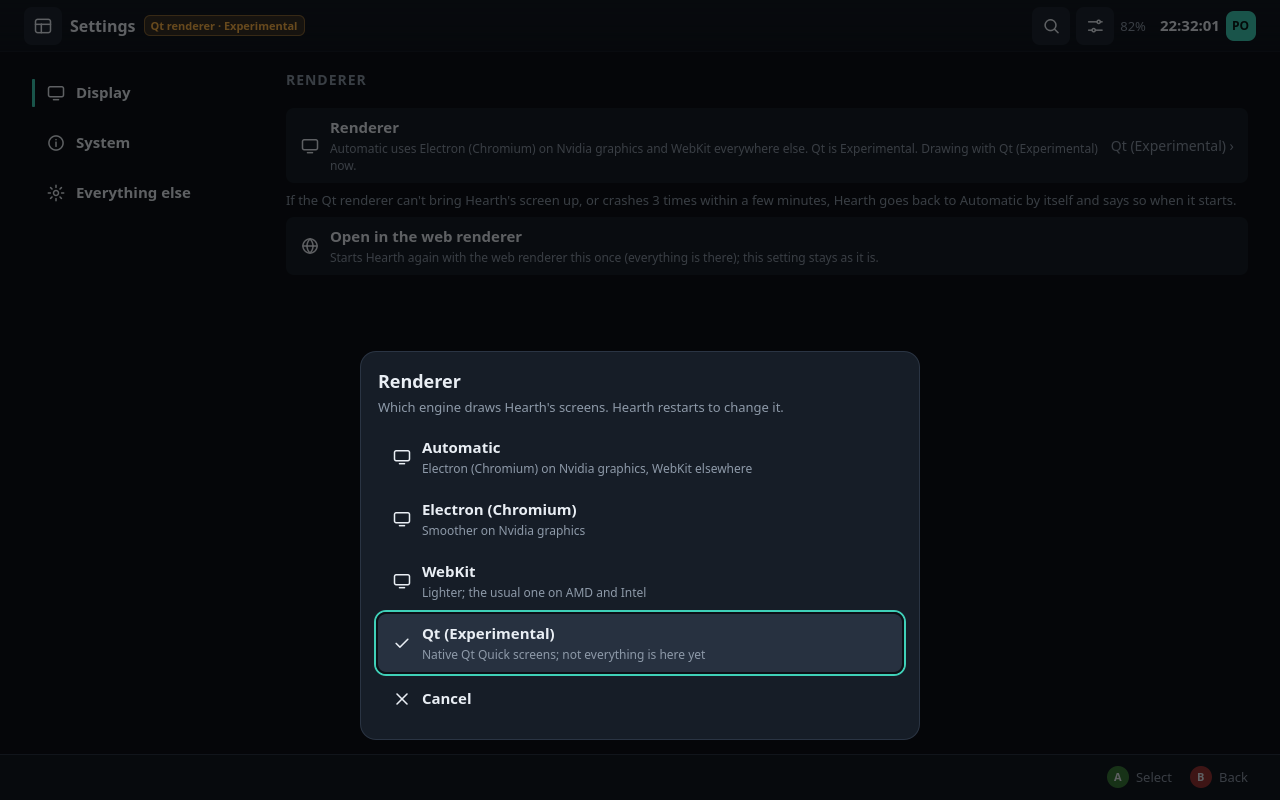 Settings
Qt renderer · Experimental
82%
22:32:01
PO
Display
System
Everything else
RENDERER
Renderer
Automatic uses Electron (Chromium) on Nvidia graphics and WebKit everywhere else. Qt is Experimental. Drawing with Qt (Experimental)
now.
Qt (Experimental) ›
If the Qt renderer can't bring Hearth's screen up, or crashes 3 times within a few minutes, Hearth goes back to Automatic by itself and says so when it starts.
Open in the web renderer
Starts Hearth again with the web renderer this once (everything is there); this setting stays as it is.
Renderer
Which engine draws Hearth's screens. Hearth restarts to change it.
Automatic
Electron (Chromium) on Nvidia graphics, WebKit elsewhere
Electron (Chromium)
Smoother on Nvidia graphics
WebKit
Lighter; the usual one on AMD and Intel
Qt (Experimental)
Native Qt Quick screens; not everything is here yet
Cancel
A Select
B Back